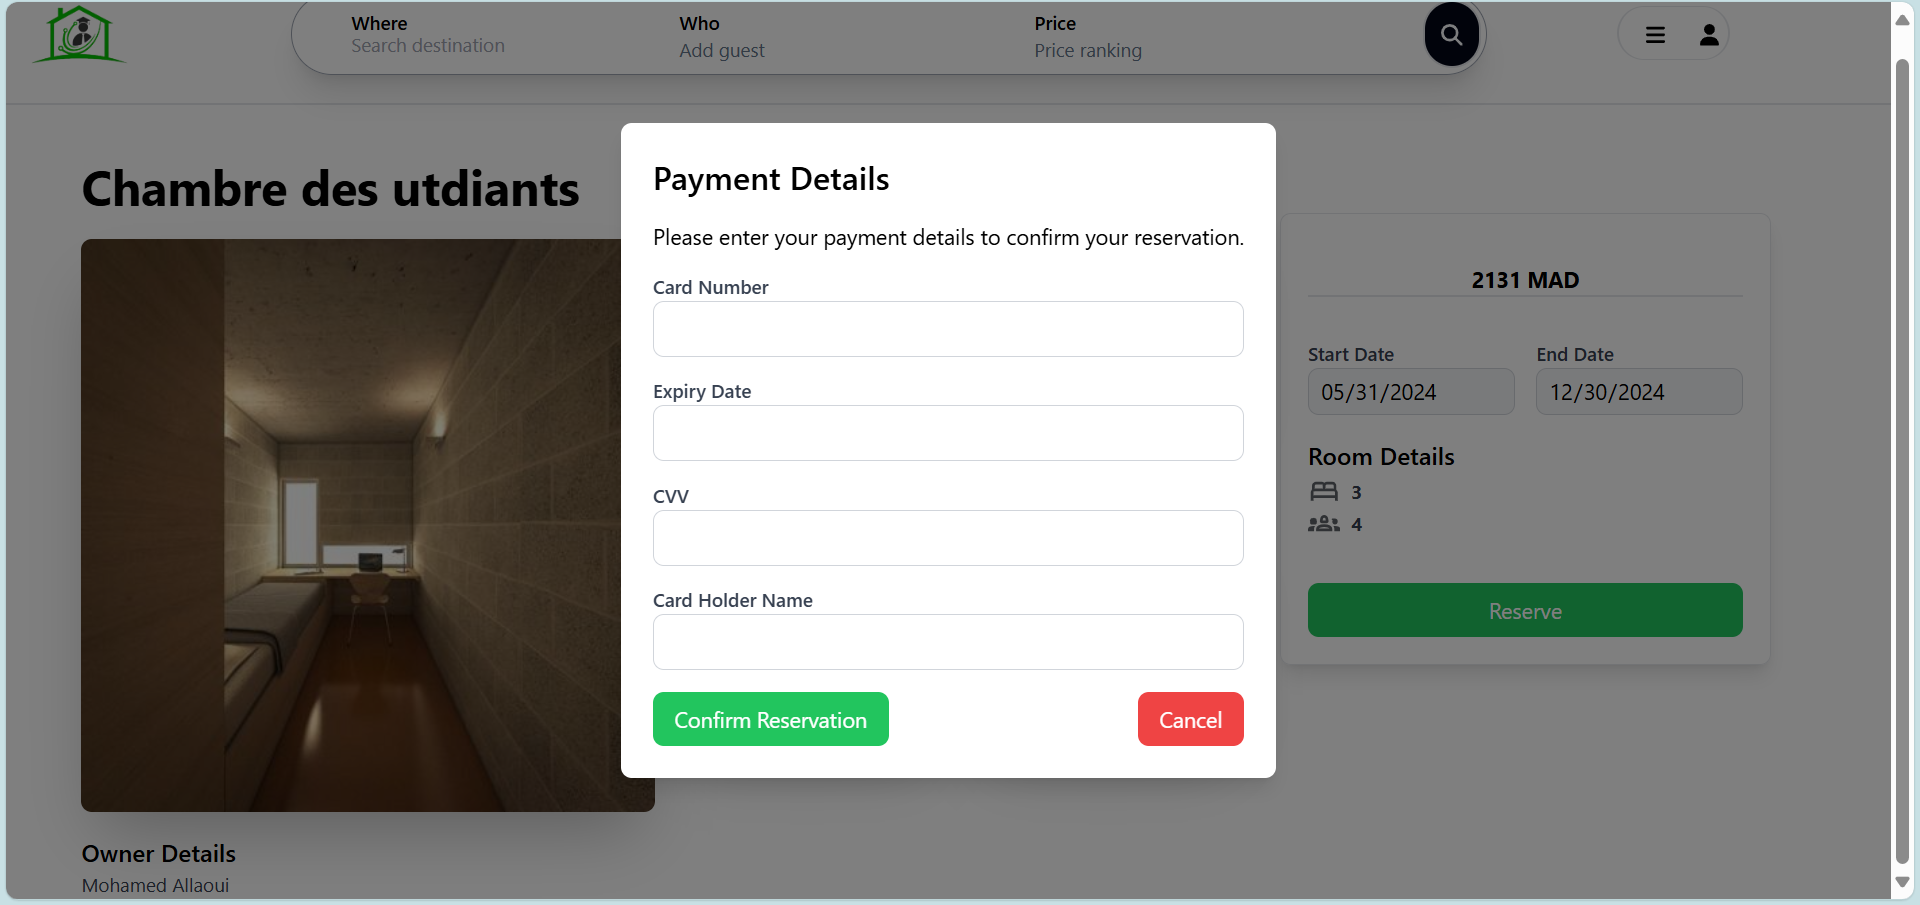 Where
Search destination
Who
Add guest
Price
Price ranking
Chambre des utdiants
Payment Details
Please enter your payment details to confirm your reservation.
Card Number
Expiry Date
CVV
Card Holder Name
Confirm Reservation
Cancel
2131 MAD
Start Date
End Date
05/31/2024
12/30/2024
Room Details
3
4
Reserve
Owner Details
Mohamed Allaoui